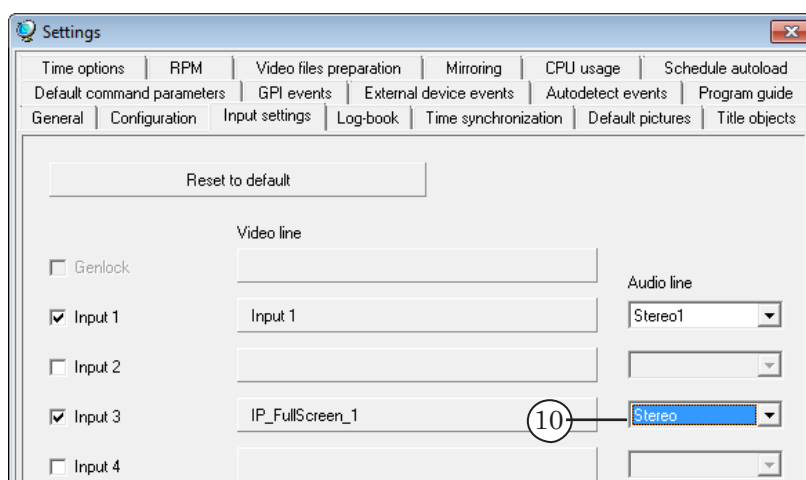 Settings
Time options RPM Video files preparation Mirroring CPU usage Schedule autoload
Default command parameters GPI events External device events Autodetect events Program guide
General Configuration Input settings Log-book Time synchronization Default pictures Title objects
Reset to default
Video line
Genlock
Audio line
Input 1 Input 1 Stereo1
Input 2
Input 3 IP_FullScreen_1 10 Stereo
Input 4